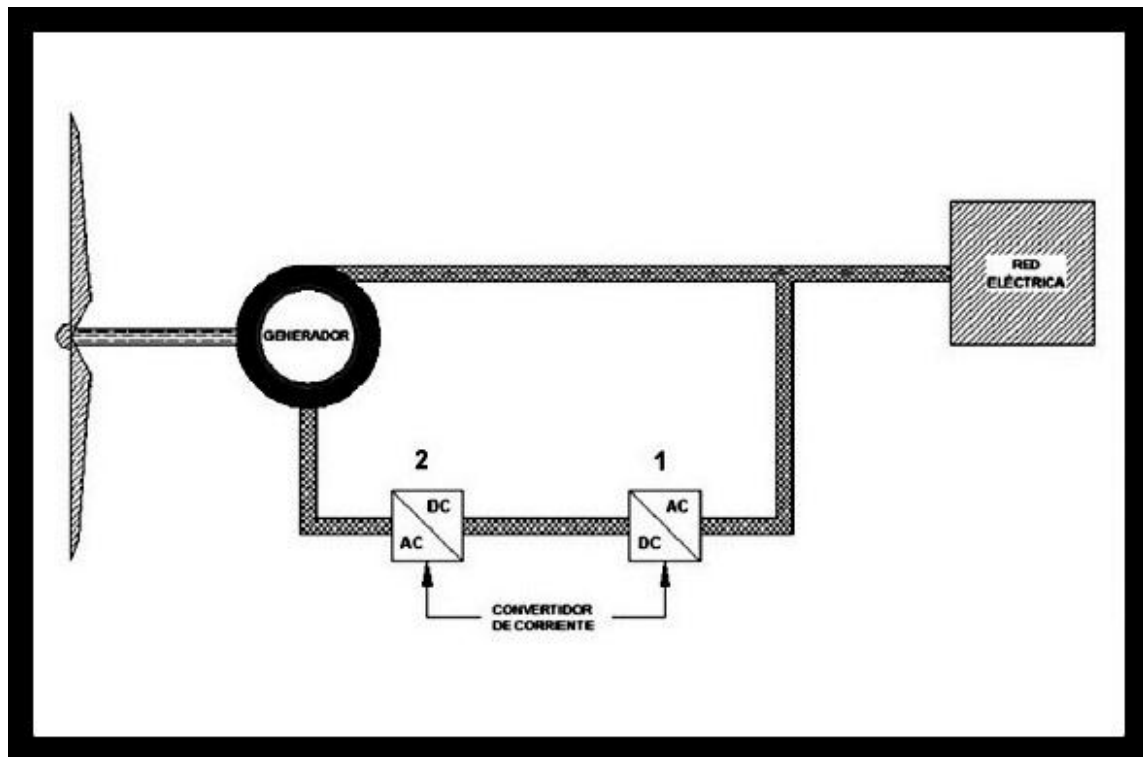 RED
ELÉCTRICA
GENERADOR
2
1
DC
AC
AC
DC
CONVERTIDOR
DE CORRIENTE